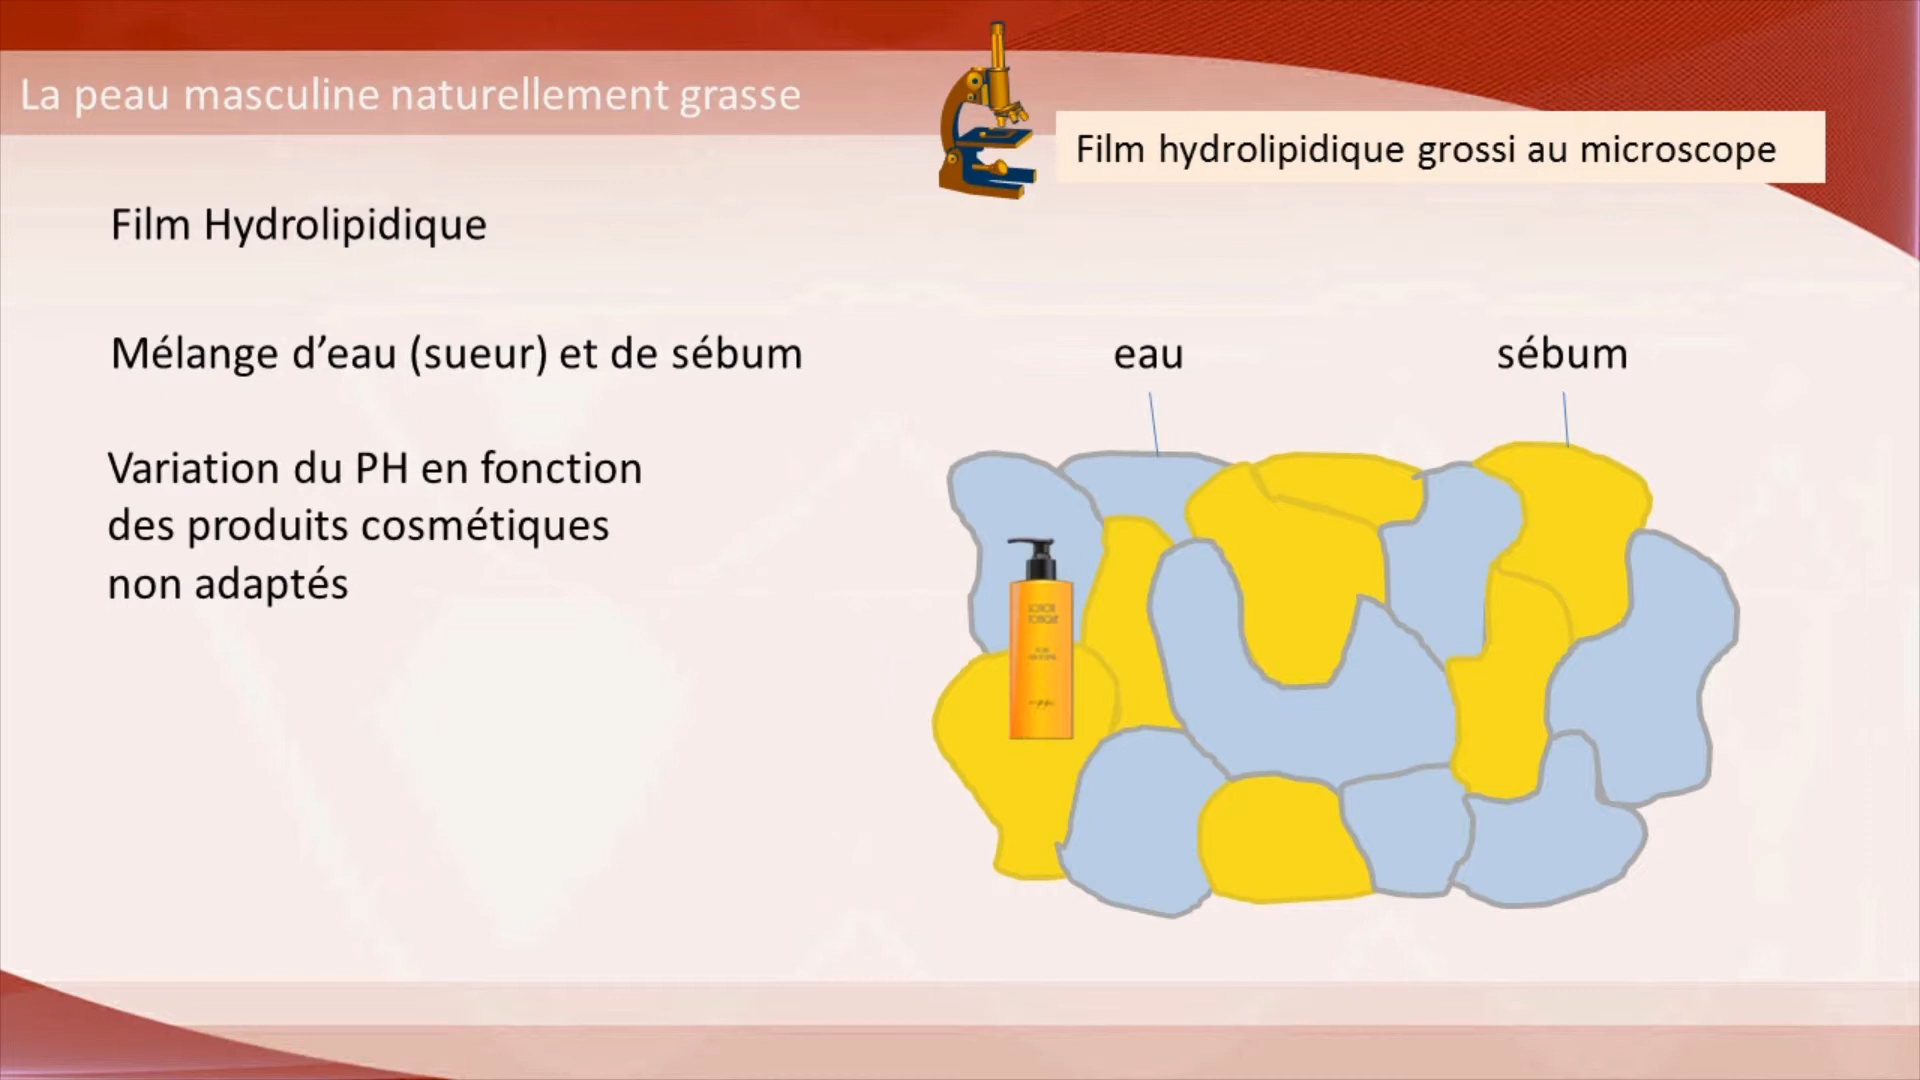 La peau masculine naturellement grasse
Film hydrolipidique grossi au microscope
Film Hydrolipidique
Mélange d’eau (sueur) et de sébum
eau
sébum
Variation du PH en fonction
des produits cosmétiques
non adaptés